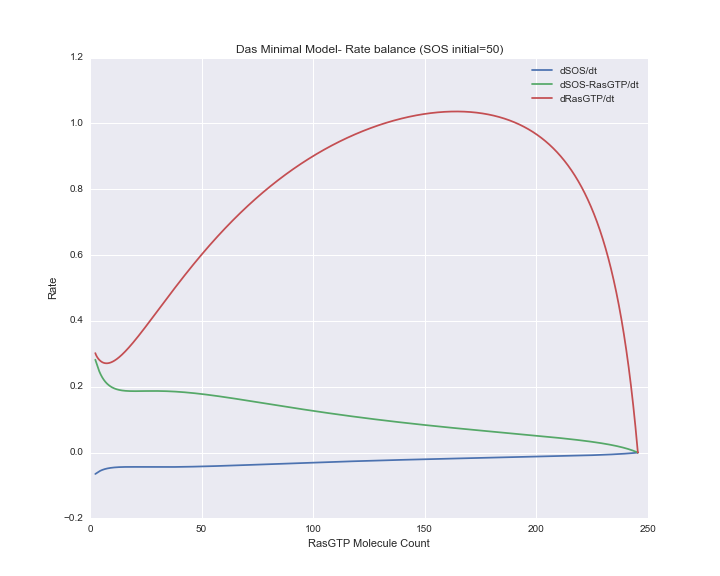 Das Minimal Model- Rate balance (SOS initial=50)
1.2
1.0
0.8
0.6
0.4
0.2
0.0
−0.2
Rate
dSOS/dt
dSOS-RasGTP/dt
dRasGTP/dt
0 50 100 150 200 250
RasGTP Molecule Count